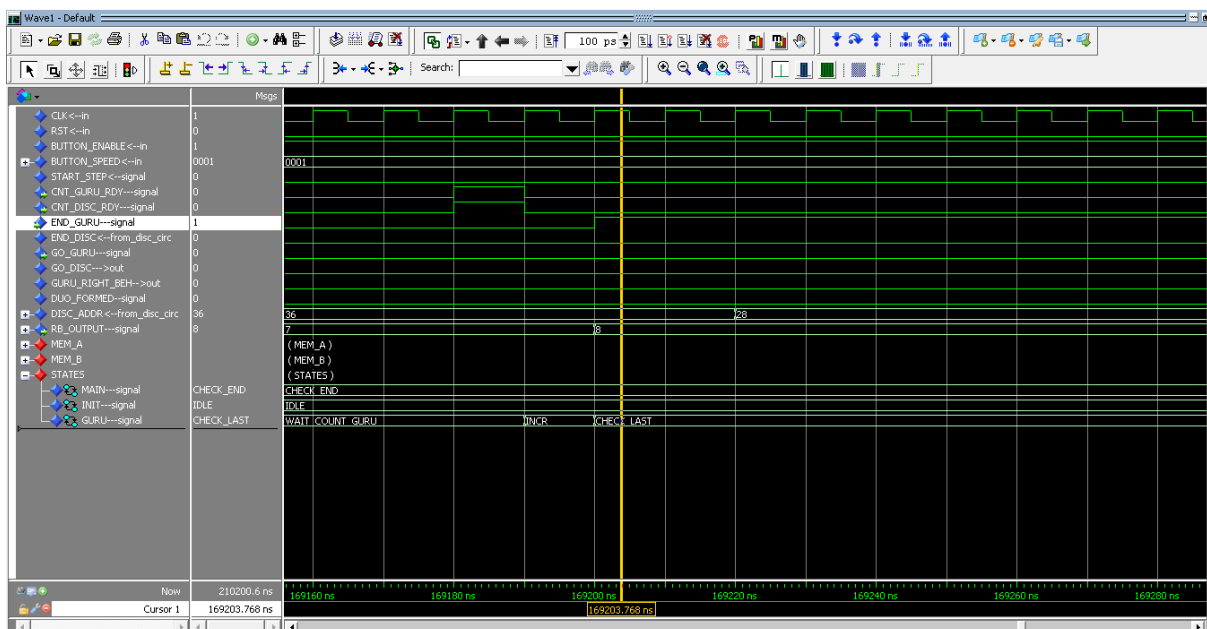 Wave1 - Default
100 ps
Search:
Msgs
CLK<--in 1
RST<--in 0
BUTTON_ENABLE<--in 1
BUTTON_SPEED<--in 0001 0001
START_STEP<--signal 0
CNT_GURU_RDY---signal 0
CNT_DISC_RDY---signal 0
END_GURU---signal 1
END_DISC<--from_disc_circ 0
GO_GURU---signal 0
GO_DISC--->out 0
GURU_RIGHT_BEH-->out 0
DUO_FORMED--signal 0
DISC_ADDR<--from_disc_circ 36 36 28
RB_OUTPUT---signal 8 7 8
MEM_A ( MEM_A )
MEM_B ( MEM_B )
STATES ( STATES )
MAIN---signal CHECK_END CHECK_END
INIT---signal IDLE IDLE
GURU---signal CHECK_LAST WAIT_COUNT_GURU INCR CHECK_LAST
Now 210200.6 ns 169160 ns 169180 ns 169200 ns 169220 ns 169240 ns 169260 ns 169280 ns
Cursor 1 169203.768 ns 169203.768 ns